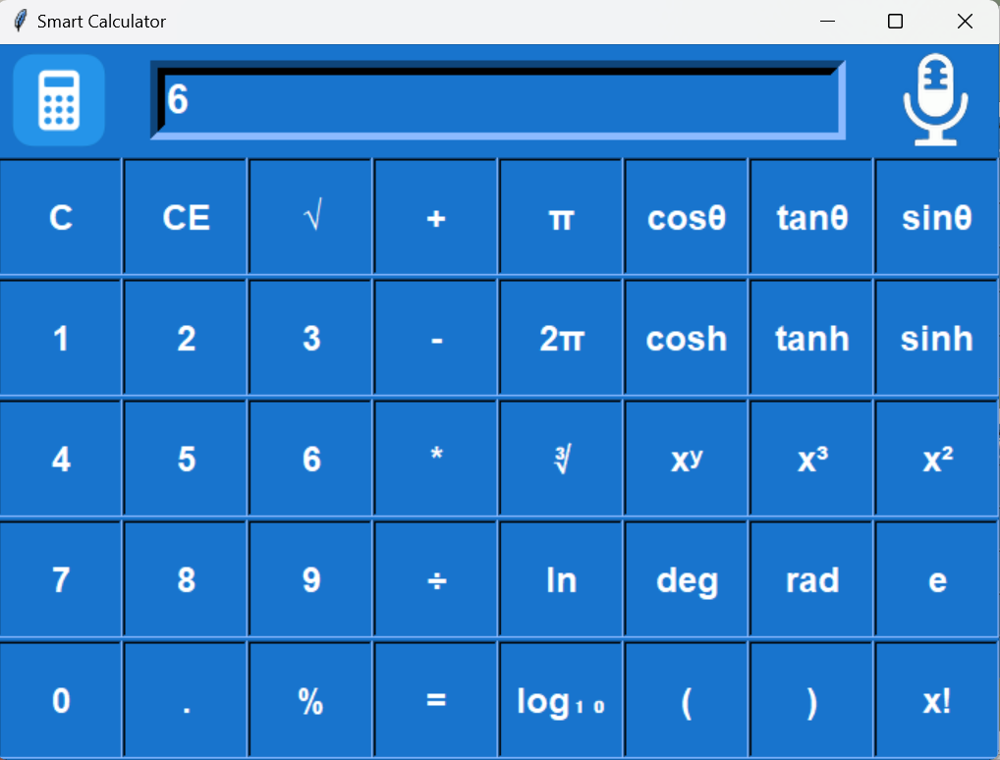 Smart Calculator
6
C CE √ + π cosθ tanθ sinθ
1 2 3 - 2π cosh tanh sinh
4 5 6 * ∛ xʸ x³ x²
7 8 9 ÷ ln deg rad e
0 . % = log₁₀ ( ) x!